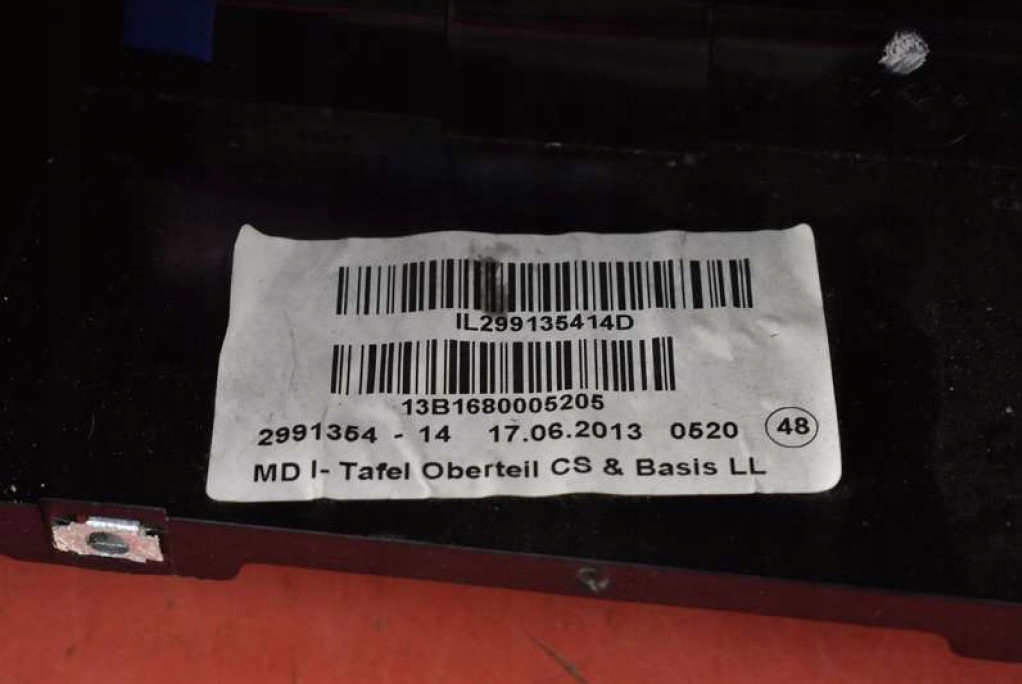 IL299135414D
13B1680005205
2991354 - 14 17.06.2013 0520 48
MD I- Tafel Oberteil CS & Basis LL